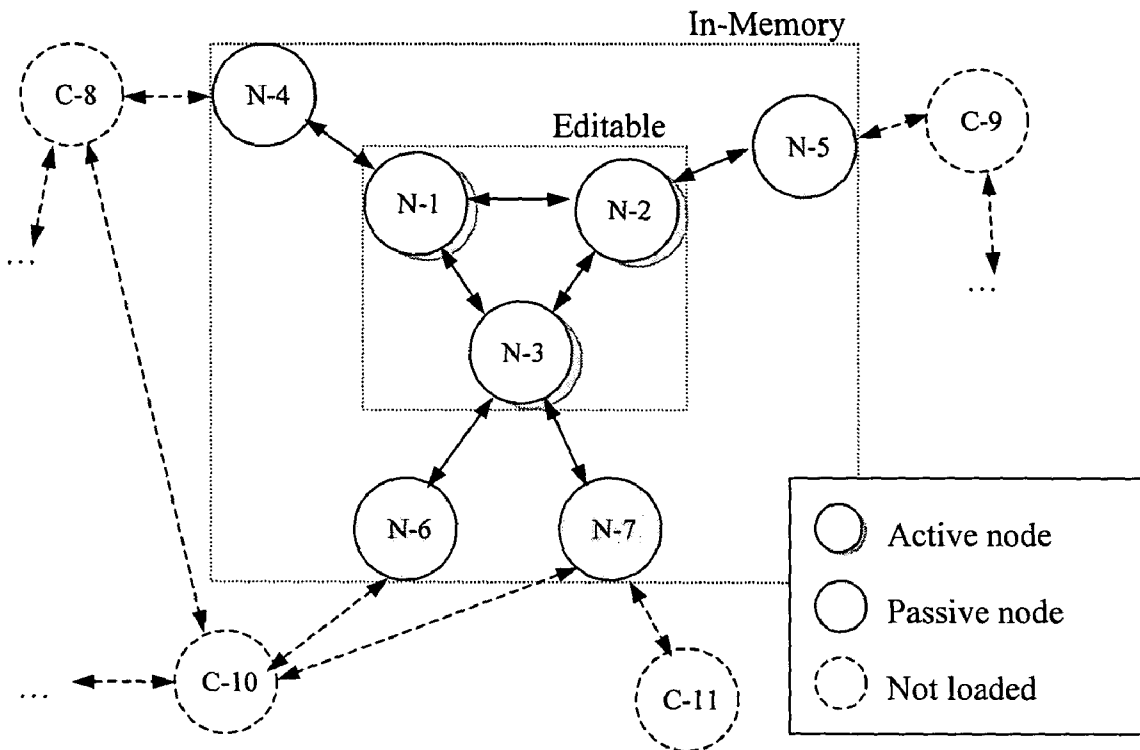 In-Memory
C-8
N-4
Editable
C-9
N-5
N-1
N-2
...
...
N-3
N-6
N-7
Active node
Passive node
...
C-10
C-11
Not loaded